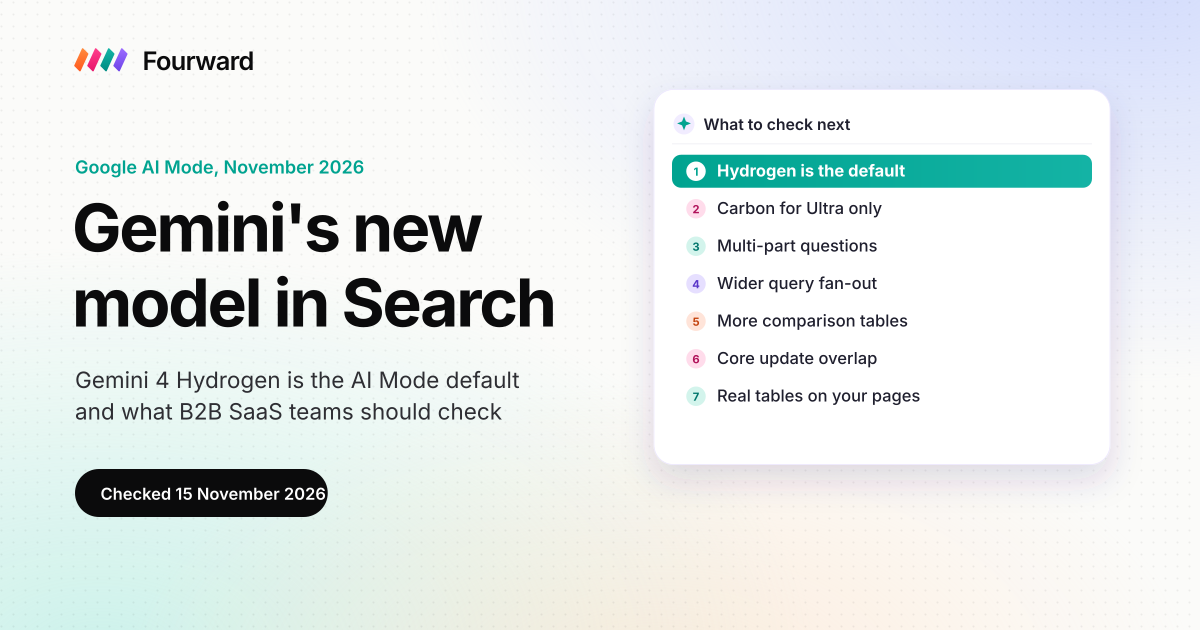 Fourward
Google AI Mode, November 2026
Gemini's new
model in Search
Gemini 4 Hydrogen is the AI Mode default
and what B2B SaaS teams should check
Checked 15 November 2026
What to check next
1 Hydrogen is the default
2 Carbon for Ultra only
3 Multi-part questions
4 Wider query fan-out
5 More comparison tables
6 Core update overlap
7 Real tables on your pages